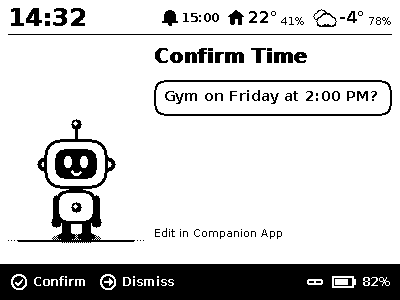 14:32 15:00 22° 41% -4° 78%
Confirm Time
Gym on Friday at 2:00 PM?
Edit in Companion App
Confirm Dismiss 82%